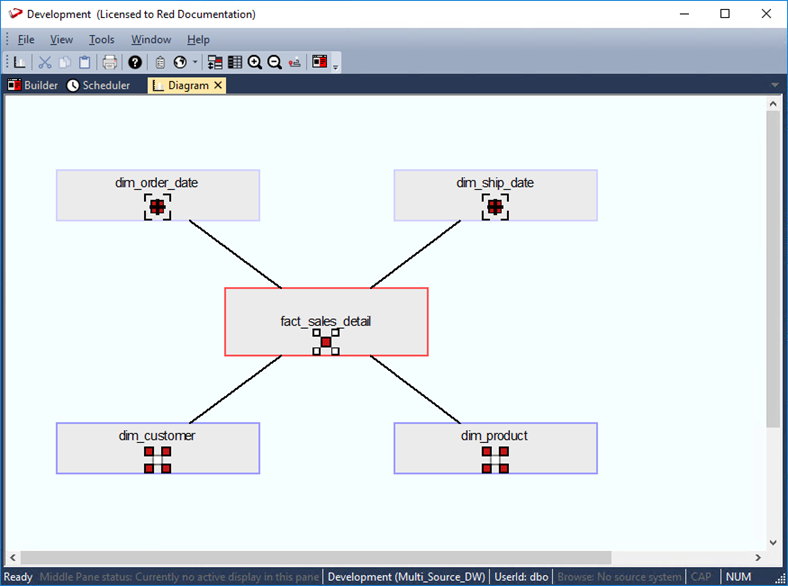 Development  (Licensed to Red Documentation)
File View Tools Window Help
Builder Scheduler Diagram
dim_order_date dim_ship_date
fact_sales_detail
dim_customer dim_product
Ready Middle Pane status: Currently no active display in this pane Development (Multi_Source_DW) UserId: dbo Browse: No source system CAP NUM